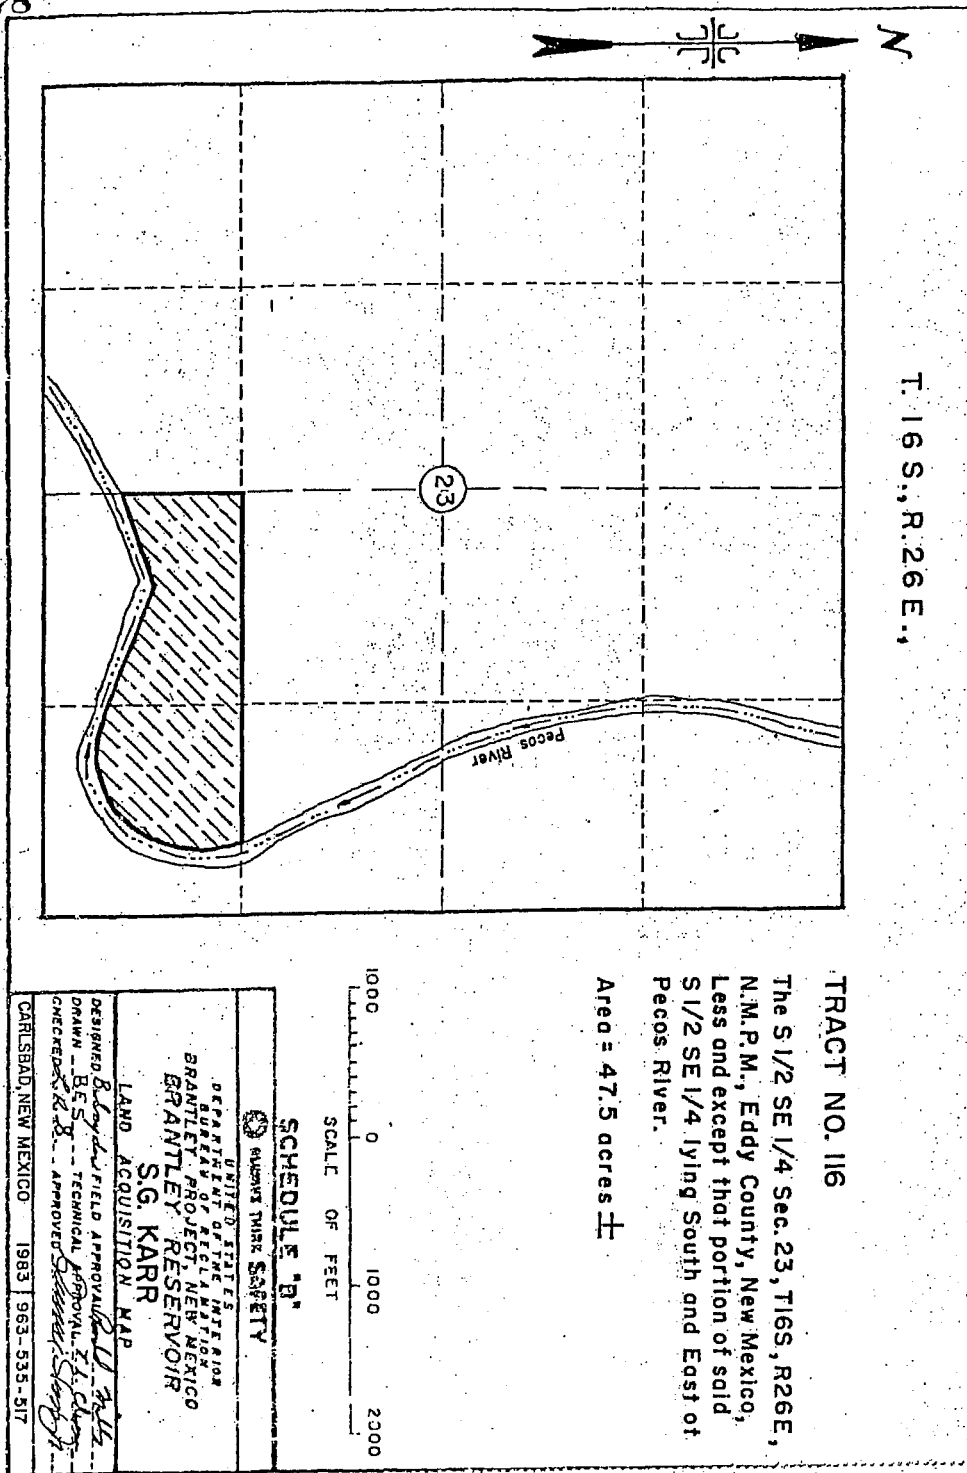 N
T. 16 S., R. 26 E.,
23
Pecos River
TRACT NO. 116
The S 1/2 SE 1/4 Sec. 23, T16S, R26E,
N.M.P.M., Eddy County, New Mexico,
Less and except that portion of said
S 1/2 SE 1/4 lying South and East of
Pecos River.
Area = 47.5 acres ±
1000 0 1000 2000
SCALE OF FEET
SCHEDULE "B"
ALWAYS THINK SAFETY
UNITED STATES
DEPARTMENT OF THE INTERIOR
BUREAU OF RECLAMATION
BRANTLEY PROJECT, NEW MEXICO
BRANTLEY RESERVOIR
S.G. KARR
LAND ACQUISITION MAP
DESIGNED FIELD APPROVAL
DRAWN BES TECHNICAL APPROVAL
CHECKED APPROVED
CARLSBAD, NEW MEXICO 1983 963-535-517